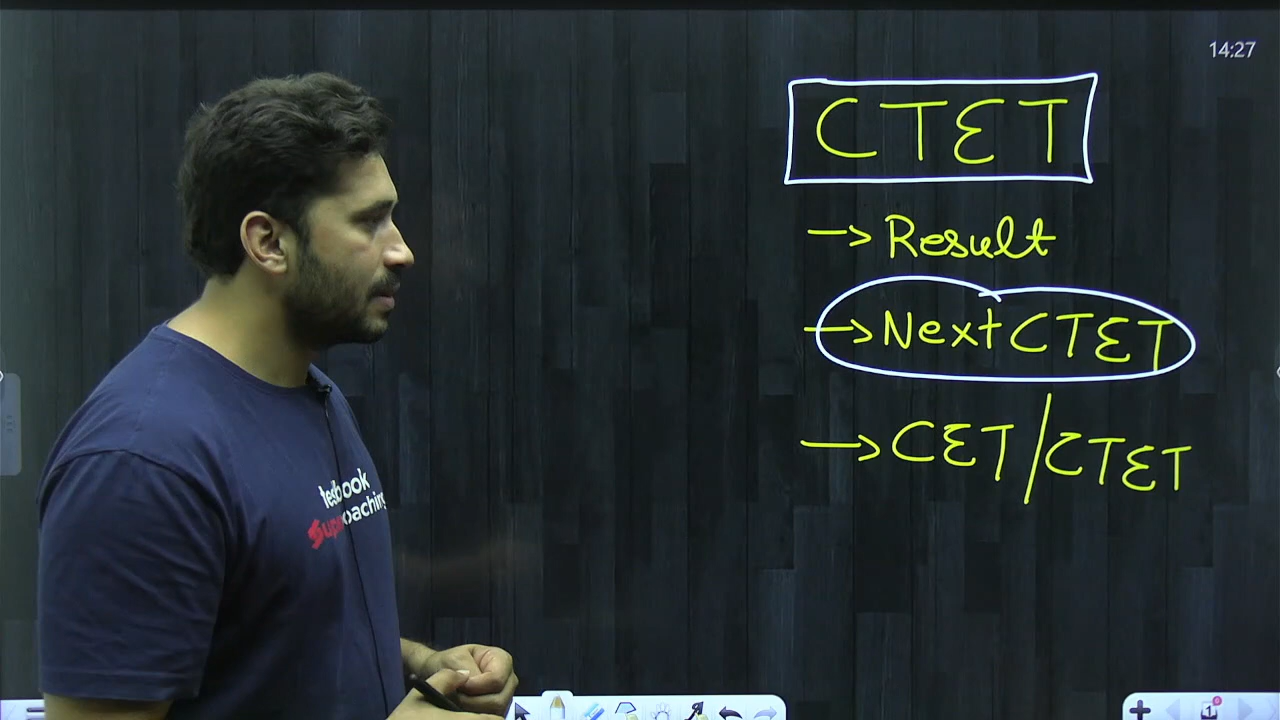 14:27
CTET
→ Result
→ Next CTET
→ CET/CTET
testbook
Supercoaching